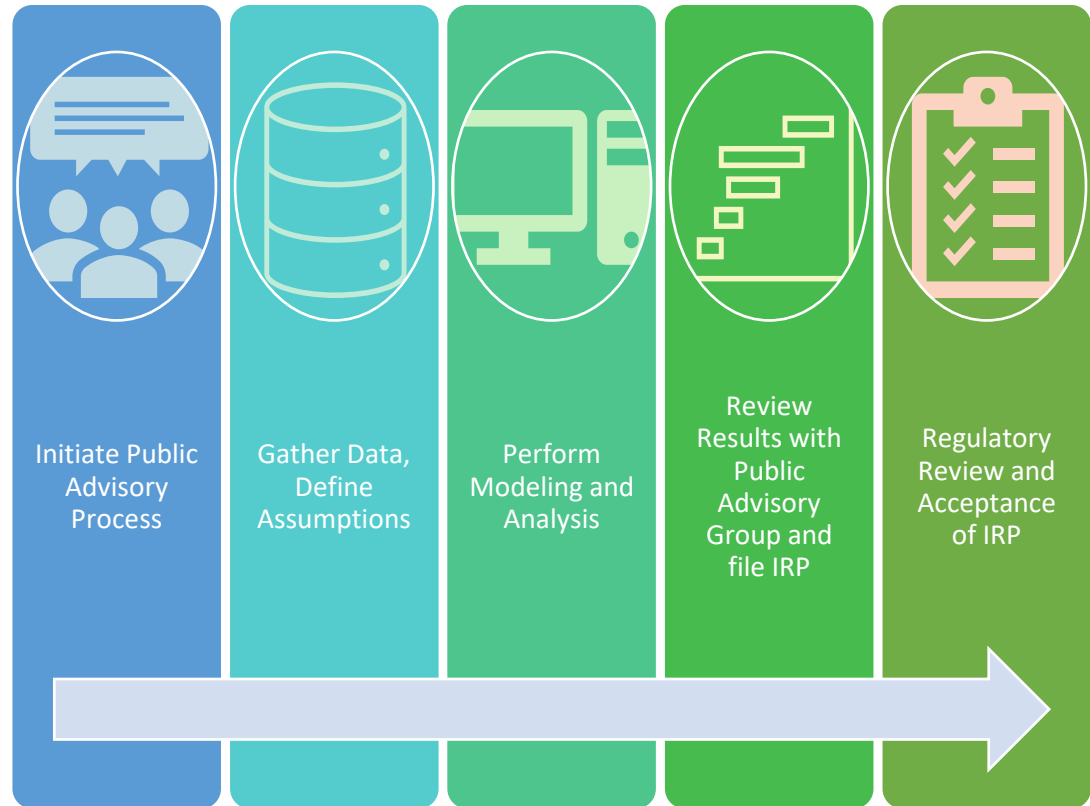 Initiate Public
Advisory
Process
Gather Data,
Define
Assumptions
Perform
Modeling and
Analysis
Review
Results with
Public
Advisory
Group and
file IRP
Regulatory
Review and
Acceptance
of IRP